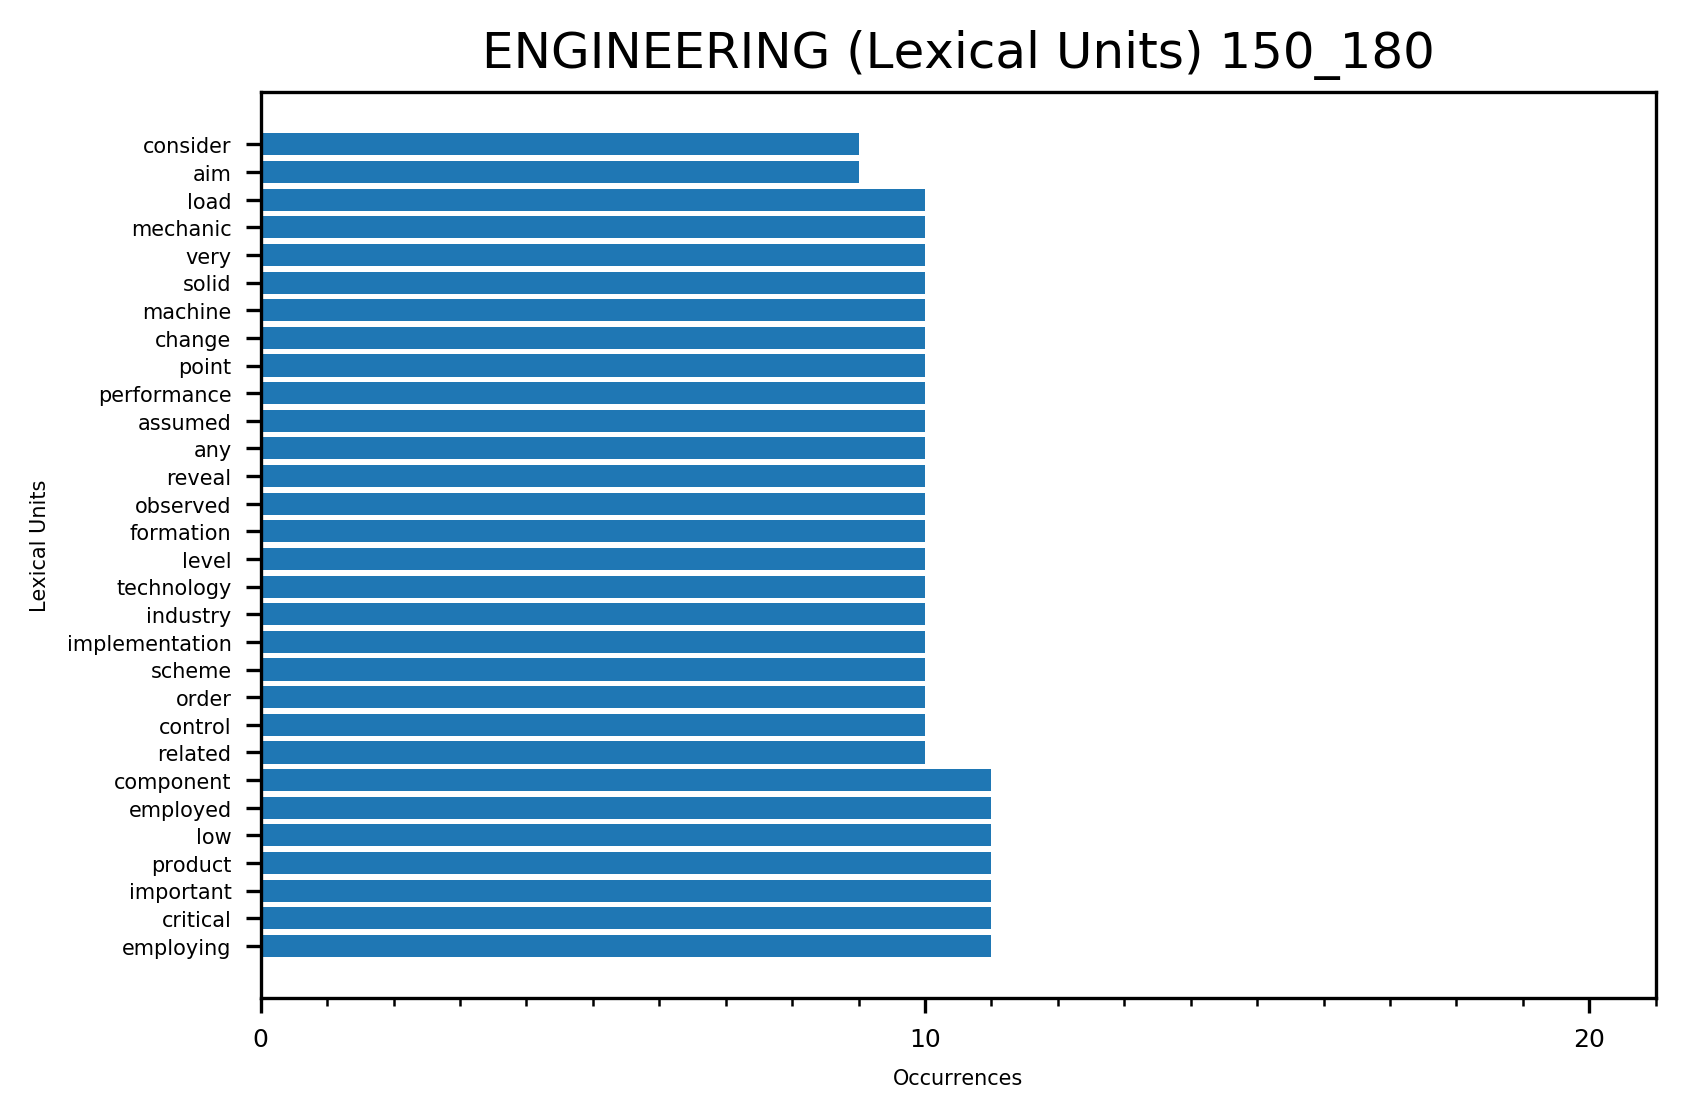 ENGINEERING (Lexical Units) 150_180
Lexical Units
consider
aim
load
mechanic
very
solid
machine
change
point
performance
assumed
any
reveal
observed
formation
level
technology
industry
implementation
scheme
order
control
related
component
employed
low
product
important
critical
employing
0 10 20
Occurrences